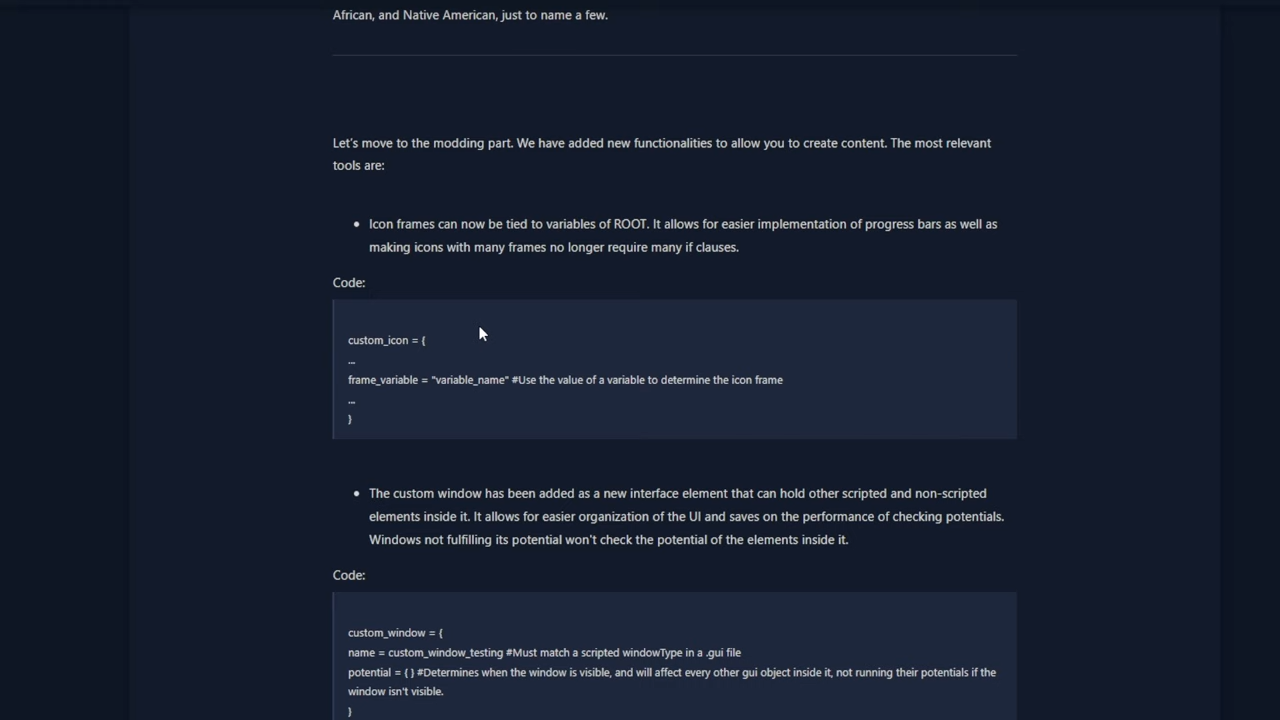 African, and Native American, just to name a few.
Let's move to the modding part. We have added new functionalities to allow you to create content. The most relevant
tools are:
• Icon frames can now be tied to variables of ROOT. It allows for easier implementation of progress bars as well as
making icons with many frames no longer require many if clauses.
Code:
custom_icon = {
...
frame_variable = "variable_name" #Use the value of a variable to determine the icon frame
...
}
• The custom window has been added as a new interface element that can hold other scripted and non-scripted
elements inside it. It allows for easier organization of the UI and saves on the performance of checking potentials.
Windows not fulfilling its potential won't check the potential of the elements inside it.
Code:
custom_window = {
name = custom_window_testing #Must match a scripted windowType in a .gui file
potential = { } #Determines when the window is visible, and will affect every other gui object inside it, not running their potentials if the
window isn't visible.
}